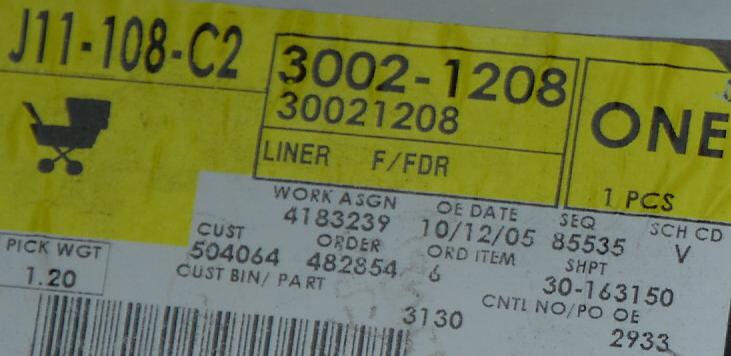 J11-108-C2
3002-1208
30021208
LINER F/FDR
ONE
1 PCS
WORK ASGN
4183239
OE DATE
10/12/05
SEQ
85535
SCH CD
V
CUST
504064
ORDER
482854
ORD ITEM
6
SHPT
30-163150
PICK WGT
1.20
CUST BIN/ PART
3130
CNTL NO/PO OE
2933